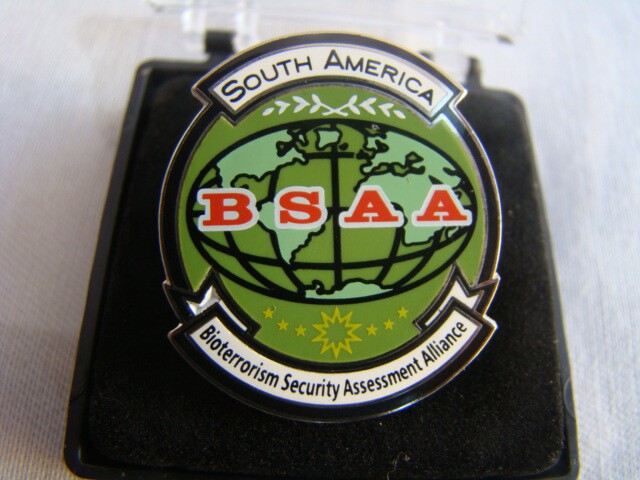 South America
BSAA
Bioterrorism Security Assessment Alliance